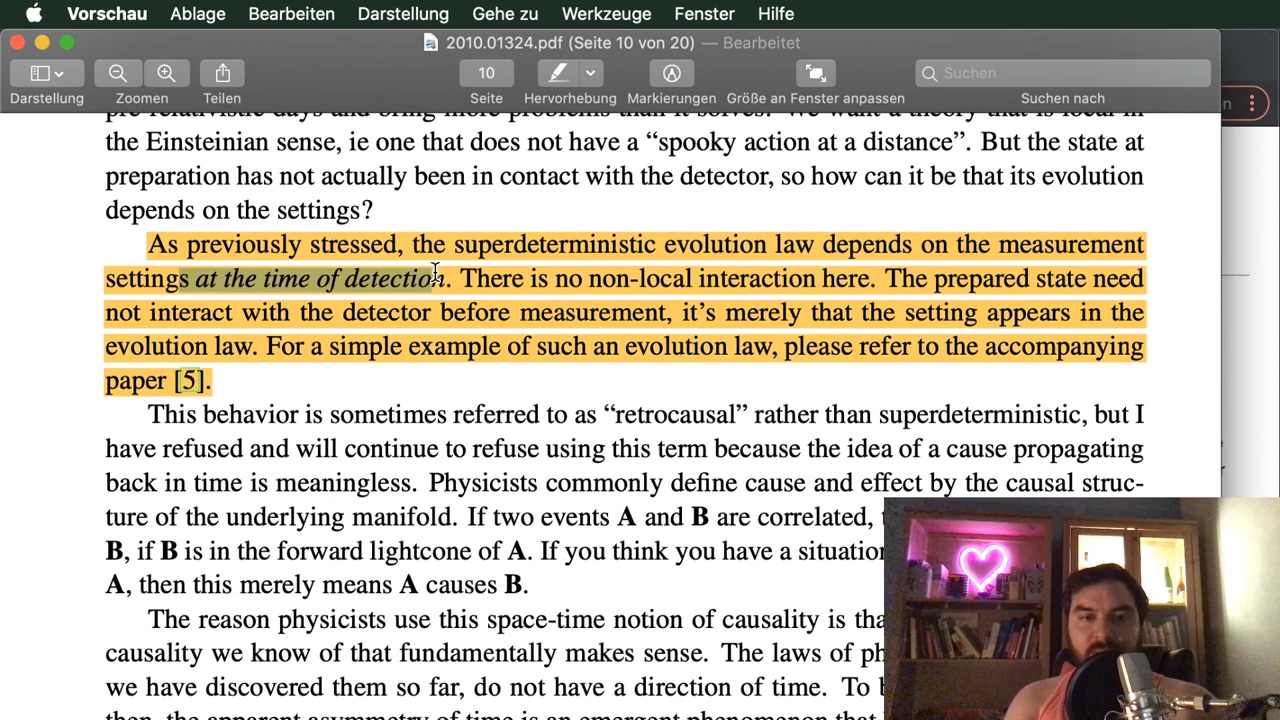 Vorschau Ablage Bearbeiten Darstellung Gehe zu Werkzeuge Fenster Hilfe
2010.01324.pdf (Seite 10 von 20) — Bearbeitet
10 Suchen
Darstellung Zoomen Teilen Seite Hervorhebung Markierungen Größe an Fenster anpassen Suchen nach
the Einsteinian sense, ie one that does not have a “spooky action at a distance”. But the state at
preparation has not actually been in contact with the detector, so how can it be that its evolution
depends on the settings?
As previously stressed, the superdeterministic evolution law depends on the measurement
settings at the time of detection. There is no non-local interaction here. The prepared state need
not interact with the detector before measurement, it’s merely that the setting appears in the
evolution law. For a simple example of such an evolution law, please refer to the accompanying
paper [5].
This behavior is sometimes referred to as “retrocausal” rather than superdeterministic, but I
have refused and will continue to refuse using this term because the idea of a cause propagating
back in time is meaningless. Physicists commonly define cause and effect by the causal struc-
ture of the underlying manifold. If two events A and B are correlated,
B, if B is in the forward lightcone of A. If you think you have a situation
A, then this merely means A causes B.
The reason physicists use this space-time notion of causality is
causality we know of that fundamentally makes sense. The laws of
we have discovered them so far, do not have a direction of time. To
then, the apparent asymmetry of time is an emergent phenomenon that